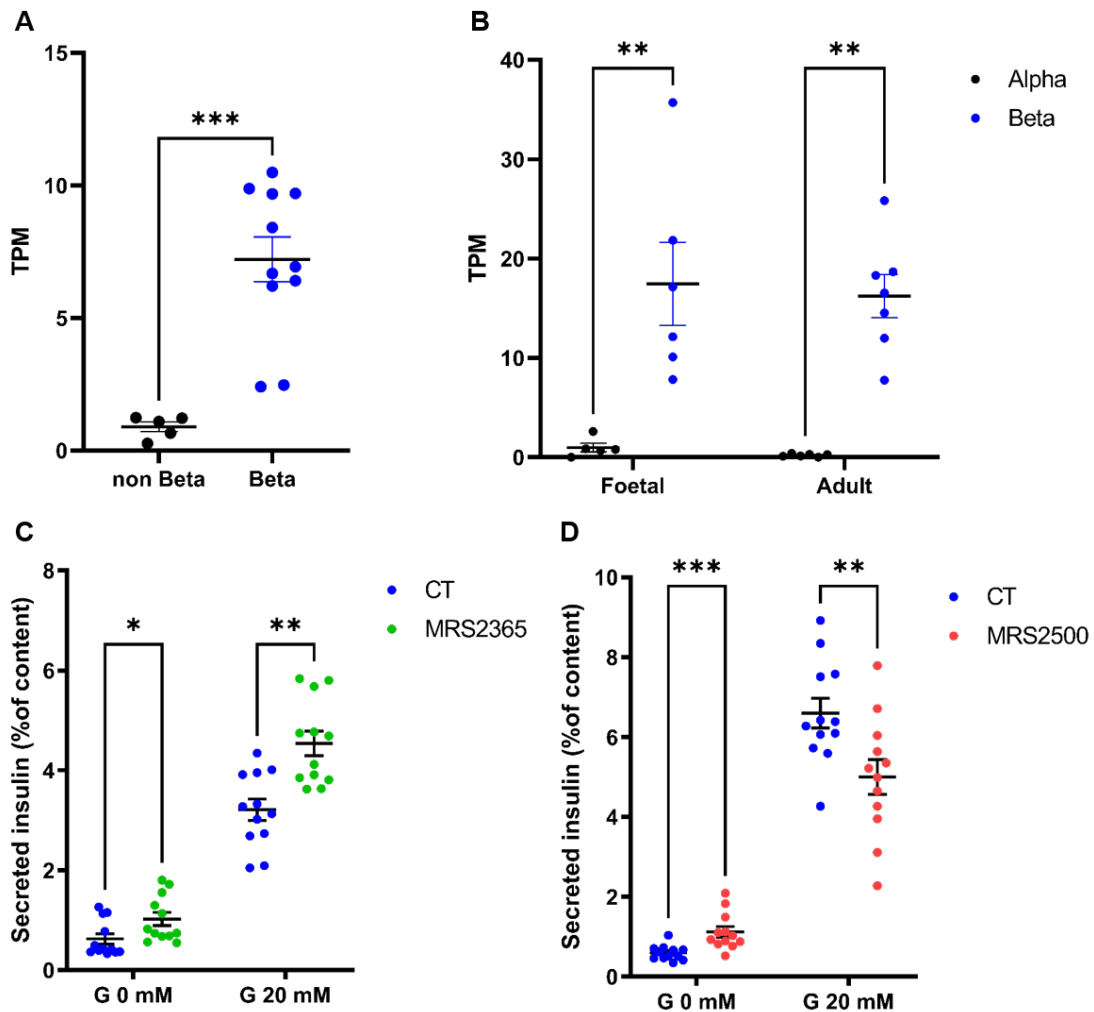 A
15
10
5
0
TPM
***
non Beta
Beta
B
40
30
20
10
0
TPM
**
**
Alpha
Beta
Foetal
Adult
C
8
6
4
2
0
Secreted insulin (%of content)
*
**
CT
MRS2365
G 0 mM
G 20 mM
D
10
8
6
4
2
0
Secreted insulin (%of content)
***
**
CT
MRS2500
G 0 mM
G 20 mM